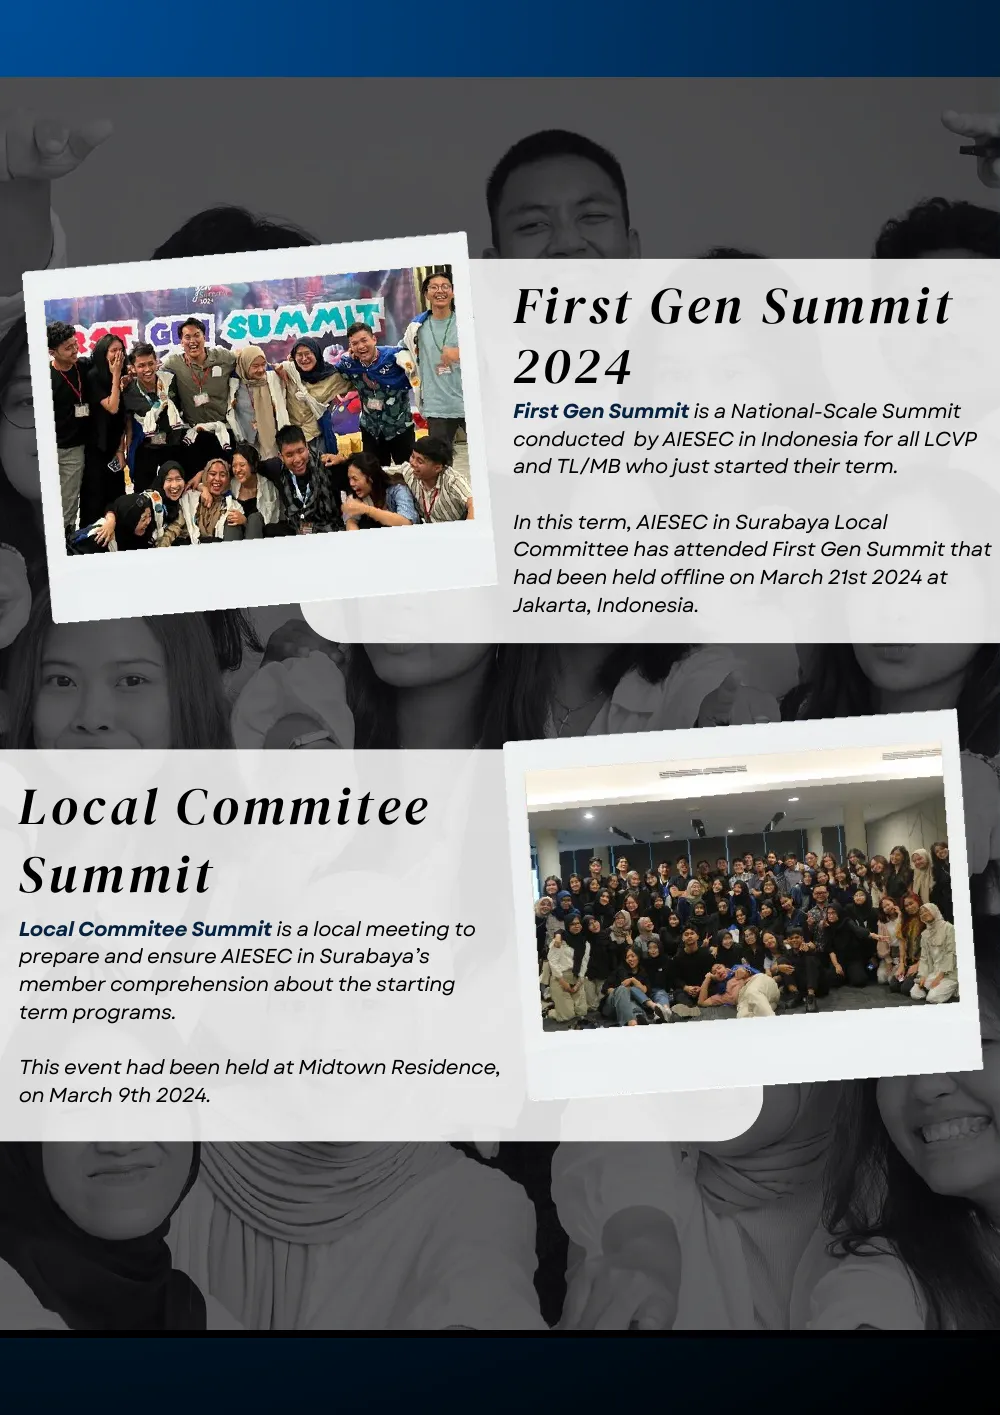 First Gen Summit
2024
First Gen Summit is a National-Scale Summit
conducted by AIESEC in Indonesia for all LCVP
and TL/MB who just started their term.
In this term, AIESEC in Surabaya Local
Committee has attended First Gen Summit that
had been held offline on March 21st 2024 at
Jakarta, Indonesia.
RST GEN SUMMIT
Local Commitee
Summit
Local Commitee Summit is a local meeting to
prepare and ensure AIESEC in Surabaya’s
member comprehension about the starting
term programs.
This event had been held at Midtown Residence,
on March 9th 2024.